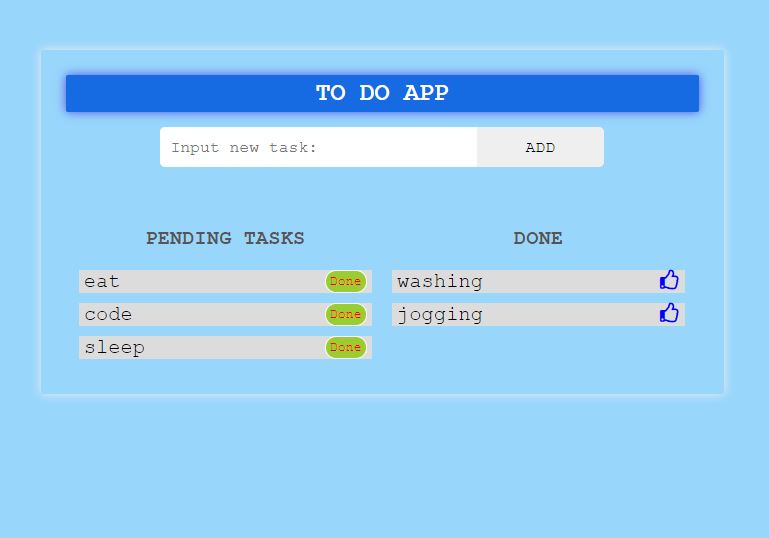 TO DO APP
Input new task:
ADD
PENDING TASKS
eat Done
code Done
sleep Done
DONE
washing
jogging